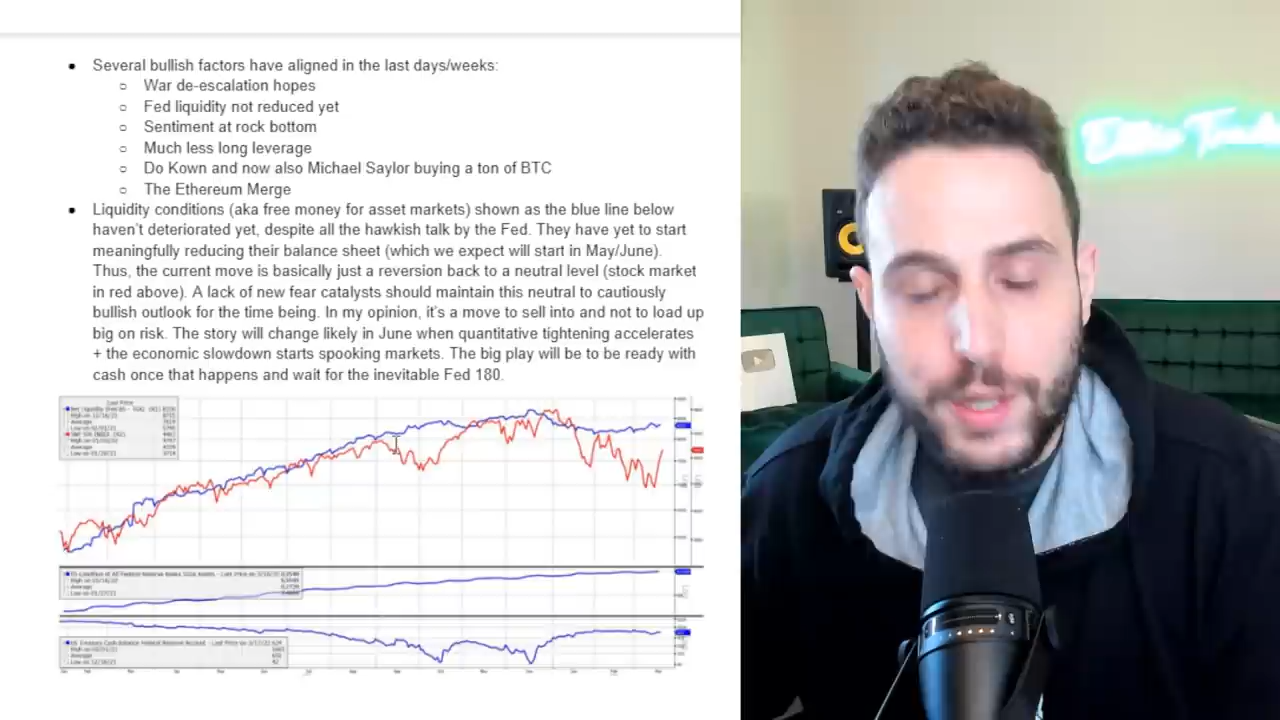 Several bullish factors have aligned in the last days/weeks:
War de-escalation hopes
Fed liquidity not reduced yet
Sentiment at rock bottom
Much less long leverage
Do Kown and now also Michael Saylor buying a ton of BTC
The Ethereum Merge
Liquidity conditions (aka free money for asset markets) shown as the blue line below
haven't deteriorated yet, despite all the hawkish talk by the Fed. They have yet to start
meaningfully reducing their balance sheet (which we expect will start in May/June).
Thus, the current move is basically just a reversion back to a neutral level (stock market
in red above). A lack of new fear catalysts should maintain this neutral to cautiously
bullish outlook for the time being. In my opinion, it's a move to sell into and not to load up
big on risk. The story will change likely in June when quantitative tightening accelerates
+ the economic slowdown starts spooking markets. The big play will be to be ready with
cash once that happens and wait for the inevitable Fed 180.
Last Price
Average
Average
Average
Average